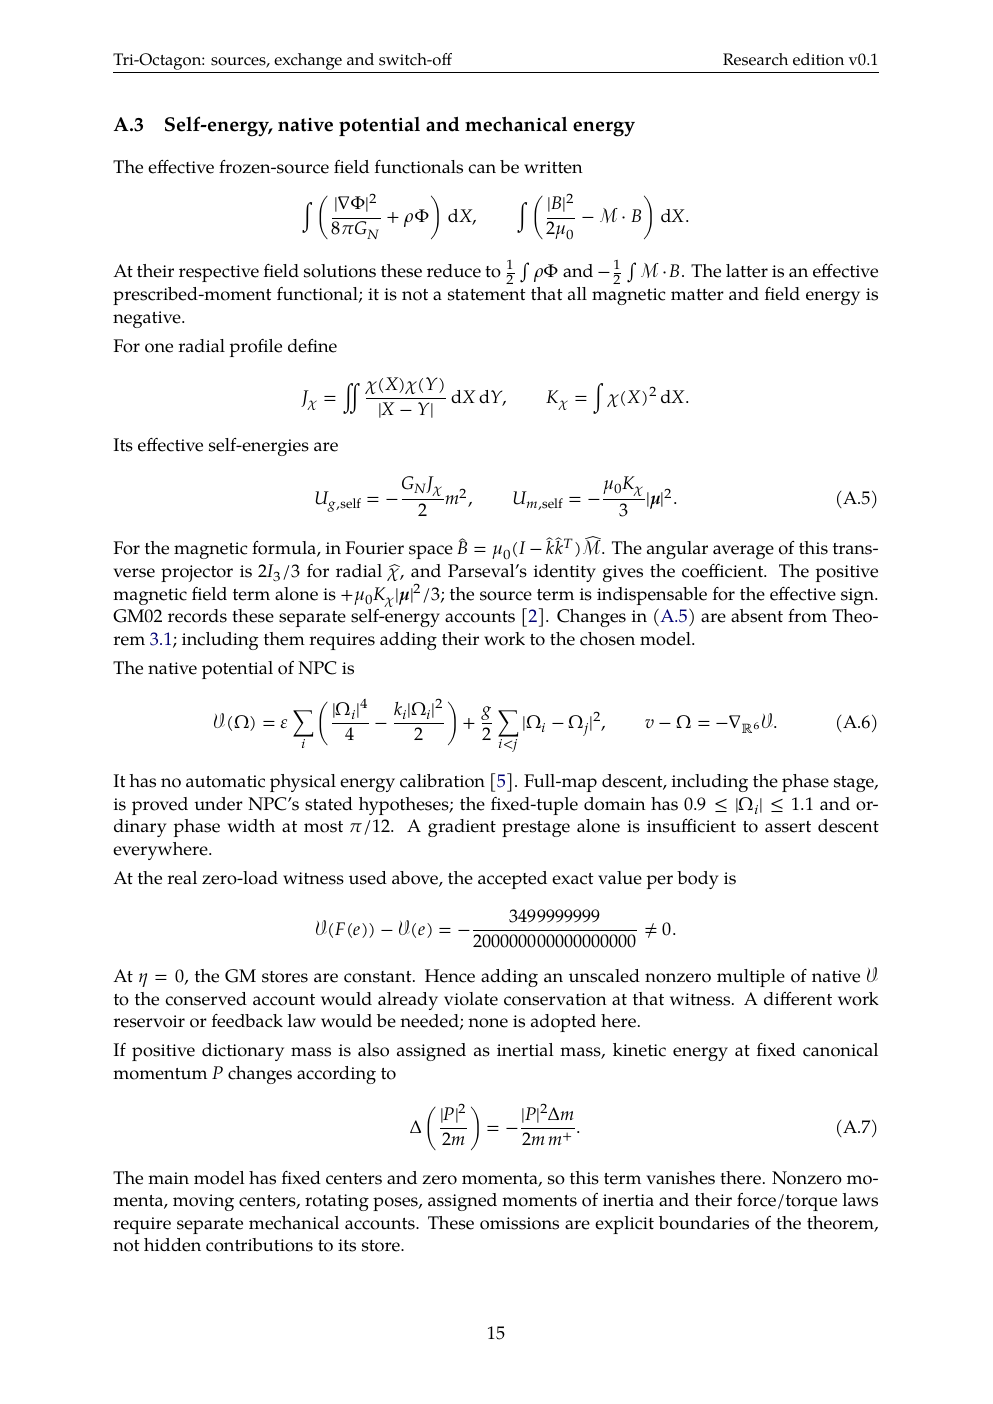 Tri-Octagon: sources, exchange and switch-off Research edition v0.1
A.3 Self-energy, native potential and mechanical energy
The effective frozen-source field functionals can be written
∫ ( |∇Φ|² / 8πG_N + ρΦ ) dX, ∫ ( |B|² / 2μ₀ − ℳ · B ) dX.
At their respective field solutions these reduce to ½ ∫ ρΦ and −½ ∫ ℳ · B. The latter is an effective
prescribed-moment functional; it is not a statement that all magnetic matter and field energy is
negative.
For one radial profile define
J_χ = ∬ χ(X)χ(Y) / |X − Y| dX dY, K_χ = ∫ χ(X)² dX.
Its effective self-energies are
U_{g,self} = − G_N J_χ / 2 m², U_{m,self} = − μ₀K_χ / 3 |μ|². (A.5)
For the magnetic formula, in Fourier space B̂ = μ₀(I − k̂k̂ᵀ)ℳ̂. The angular average of this trans-
verse projector is 2I₃/3 for radial χ̂, and Parseval’s identity gives the coefficient. The positive
magnetic field term alone is +μ₀K_χ|μ|²/3; the source term is indispensable for the effective sign.
GM02 records these separate self-energy accounts [2]. Changes in (A.5) are absent from Theo-
rem 3.1; including them requires adding their work to the chosen model.
The native potential of NPC is
𝒱(Ω) = ε ∑_i ( |Ω_i|⁴ / 4 − k_i|Ω_i|² / 2 ) + g / 2 ∑_{i<j} |Ω_i − Ω_j|², v − Ω = −∇_{ℝ⁶}𝒱. (A.6)
It has no automatic physical energy calibration [5]. Full-map descent, including the phase stage,
is proved under NPC’s stated hypotheses; the fixed-tuple domain has 0.9 ≤ |Ω_i| ≤ 1.1 and or-
dinary phase width at most π/12. A gradient prestage alone is insufficient to assert descent
everywhere.
At the real zero-load witness used above, the accepted exact value per body is
𝒱(F(e)) − 𝒱(e) = − 3499999999 / 200000000000000000 ≠ 0.
At η = 0, the GM stores are constant. Hence adding an unscaled nonzero multiple of native 𝒱
to the conserved account would already violate conservation at that witness. A different work
reservoir or feedback law would be needed; none is adopted here.
If positive dictionary mass is also assigned as inertial mass, kinetic energy at fixed canonical
momentum P changes according to
Δ ( |P|² / 2m ) = − |P|²Δm / 2m m⁺. (A.7)
The main model has fixed centers and zero momenta, so this term vanishes there. Nonzero mo-
menta, moving centers, rotating poses, assigned moments of inertia and their force/torque laws
require separate mechanical accounts. These omissions are explicit boundaries of the theorem,
not hidden contributions to its store.
15